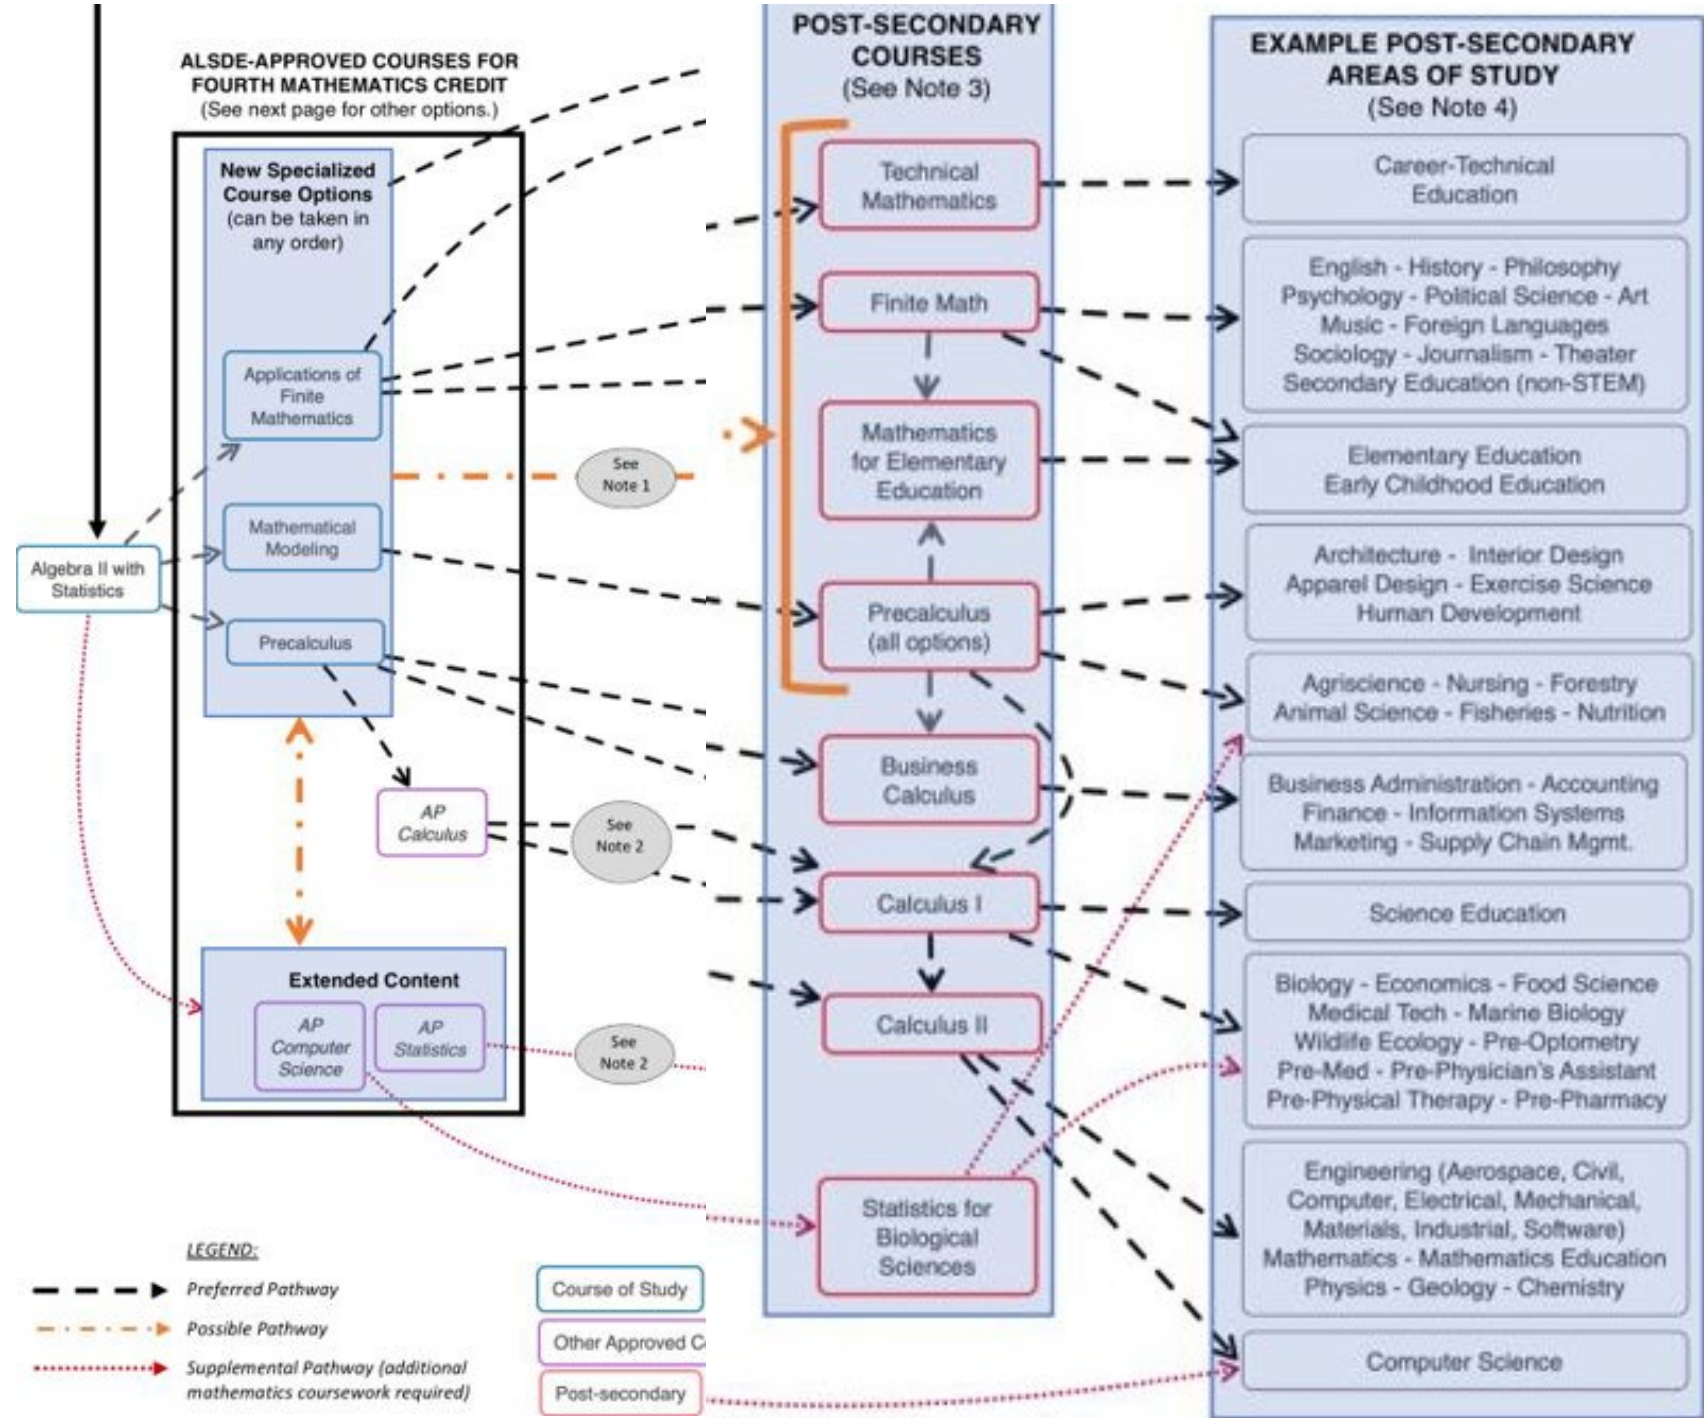 ALSDE-APPROVED COURSES FOR
FOURTH MATHEMATICS CREDIT
(See next page for other options.)
New Specialized
Course Options
(can be taken in
any order)
Applications of
Finite
Mathematics
Mathematical
Modeling
Precalculus
Algebra II with
Statistics
See
Note 1
AP
Calculus
See
Note 2
Extended Content
AP
Computer
Science
AP
Statistics
See
Note 2
LEGEND:
Preferred Pathway
Possible Pathway
Supplemental Pathway (additional
mathematics coursework required)
Course of Study
Other Approved C
Post-secondary
POST-SECONDARY
COURSES
(See Note 3)
Technical
Mathematics
Finite Math
Mathematics
for Elementary
Education
Precalculus
(all options)
Business
Calculus
Calculus I
Calculus II
Statistics for
Biological
Sciences
EXAMPLE POST-SECONDARY
AREAS OF STUDY
(See Note 4)
Career-Technical
Education
English - History - Philosophy
Psychology - Political Science - Art
Music - Foreign Languages
Sociology - Journalism - Theater
Secondary Education (non-STEM)
Elementary Education
Early Childhood Education
Architecture - Interior Design
Apparel Design - Exercise Science
Human Development
Agriscience - Nursing - Forestry
Animal Science - Fisheries - Nutrition
Business Administration - Accounting
Finance - Information Systems
Marketing - Supply Chain Mgmt.
Science Education
Biology - Economics - Food Science
Medical Tech - Marine Biology
Wildlife Ecology - Pre-Optometry
Pre-Med - Pre-Physician's Assistant
Pre-Physical Therapy - Pre-Pharmacy
Engineering (Aerospace, Civil,
Computer, Electrical, Mechanical,
Materials, Industrial, Software)
Mathematics - Mathematics Education
Physics - Geology - Chemistry
Computer Science